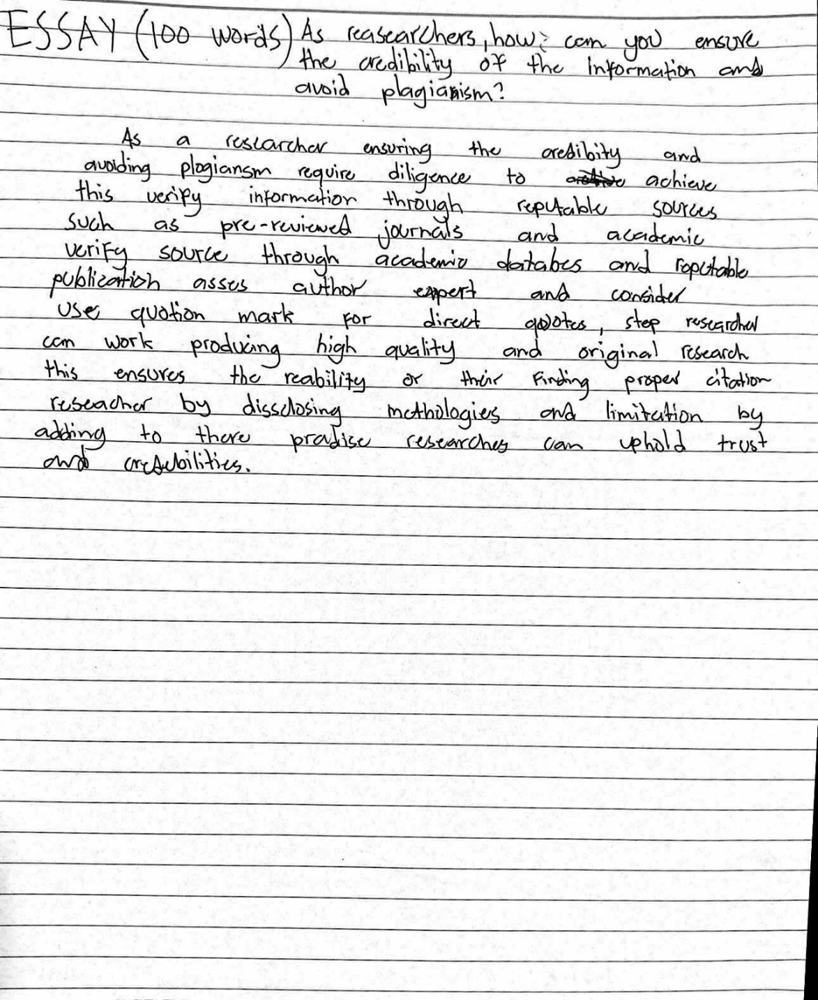 ESSAY (100 words) As reasearchers, how can you ensure
the credibility of the information and
avoid plagiarism?
As a researcher ensuring the credibity and
avoiding plogianism require diligence to achieve
this verify information through reputable sources
such as pre-reviewed journals and academic
verify source through academic databes and reputable
publication asses author expert and consider
use quotion mark for direct quotes, step researcher
can work producing high quality and original research
this ensures the reability or their finding proper citation
reseacher by dissclosing methologies and limitation by
adding to there pradise researches can uphold trust
and credubilities.